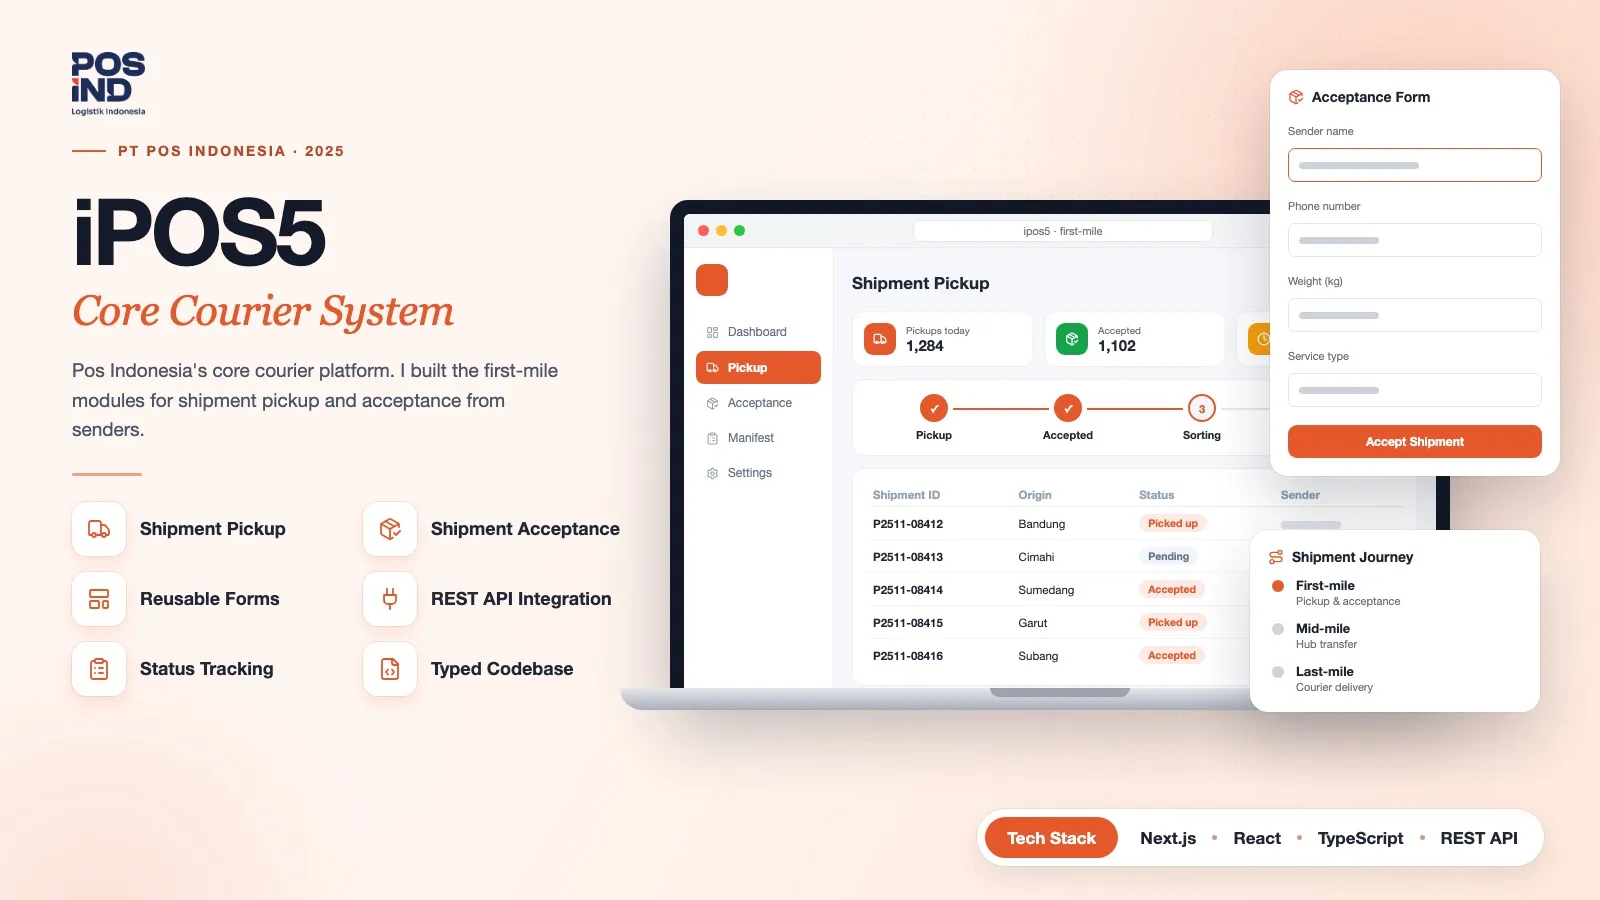 POS
iND
Logistik Indonesia
PT POS INDONESIA · 2025
iPOS5
Core Courier System
Pos Indonesia's core courier platform. I built the first-mile
modules for shipment pickup and acceptance from
senders.
Shipment Pickup
Shipment Acceptance
Reusable Forms
REST API Integration
Status Tracking
Typed Codebase
ipos5 · first-mile
Dashboard
Pickup
Acceptance
Manifest
Settings
Shipment Pickup
Pickups today
1,284
Accepted
1,102
Pickup
Accepted
3
Sorting
Shipment ID Origin Status Sender
P2511-08412 Bandung Picked up
P2511-08413 Cimahi Pending
P2511-08414 Sumedang Accepted
P2511-08415 Garut Picked up
P2511-08416 Subang Accepted
Acceptance Form
Sender name
Phone number
Weight (kg)
Service type
Accept Shipment
Shipment Journey
First-mile
Pickup & acceptance
Mid-mile
Hub transfer
Last-mile
Courier delivery
Tech Stack Next.js • React • TypeScript • REST API